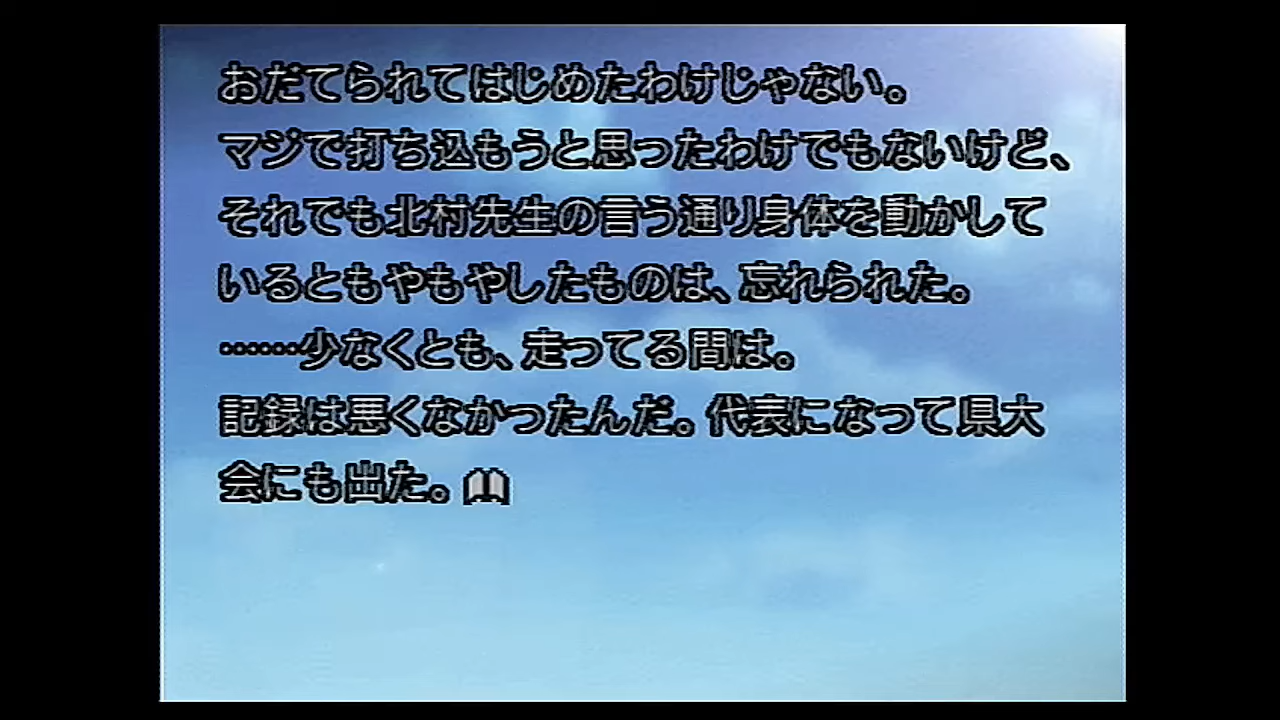 おだてられてはじめたわけじゃない。
マジで打ち込もうと思ったわけでもないけど、
それでも北村先生の言う通り身体を動かして
いるともやもやしたものは、忘れられた。
……少なくとも、走ってる間は。
記録は悪くなかったんだ。代表になって県大
会にも出た。